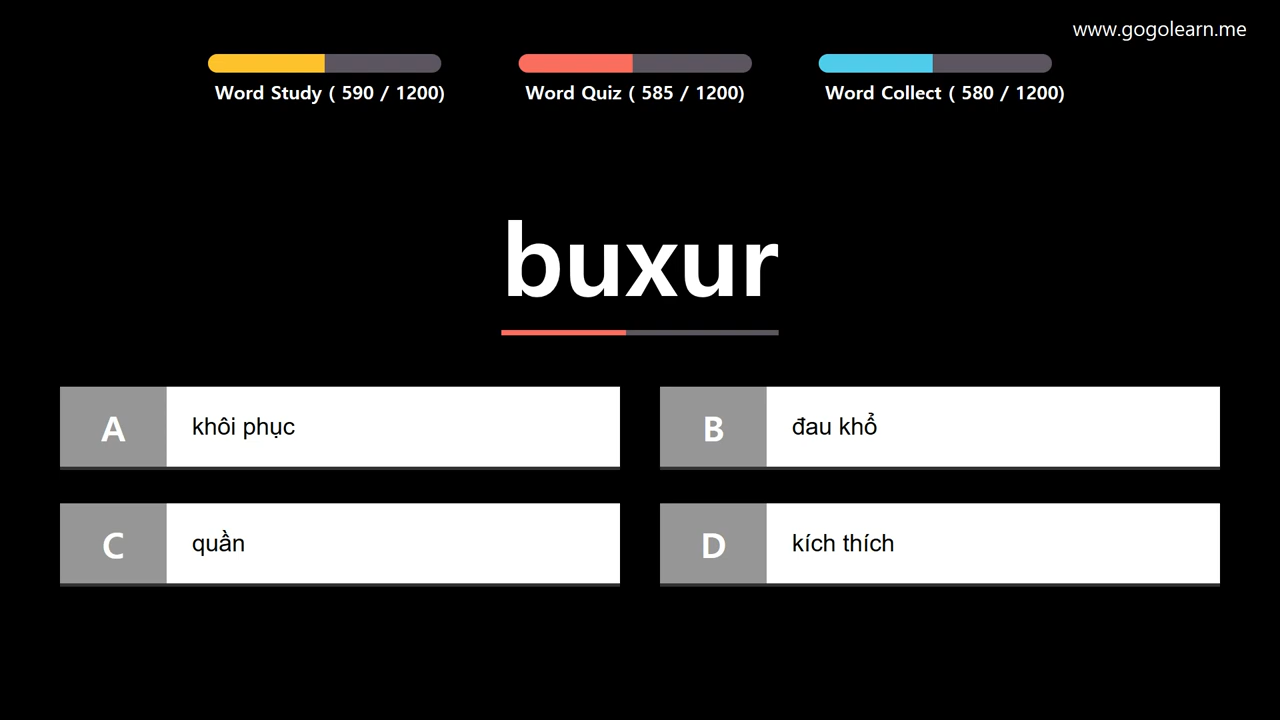 www.gogolearn.me
Word Study ( 590 / 1200)
Word Quiz ( 585 / 1200)
Word Collect ( 580 / 1200)
buxur
A
khôi phục
B
đau khổ
C
quần
D
kích thích